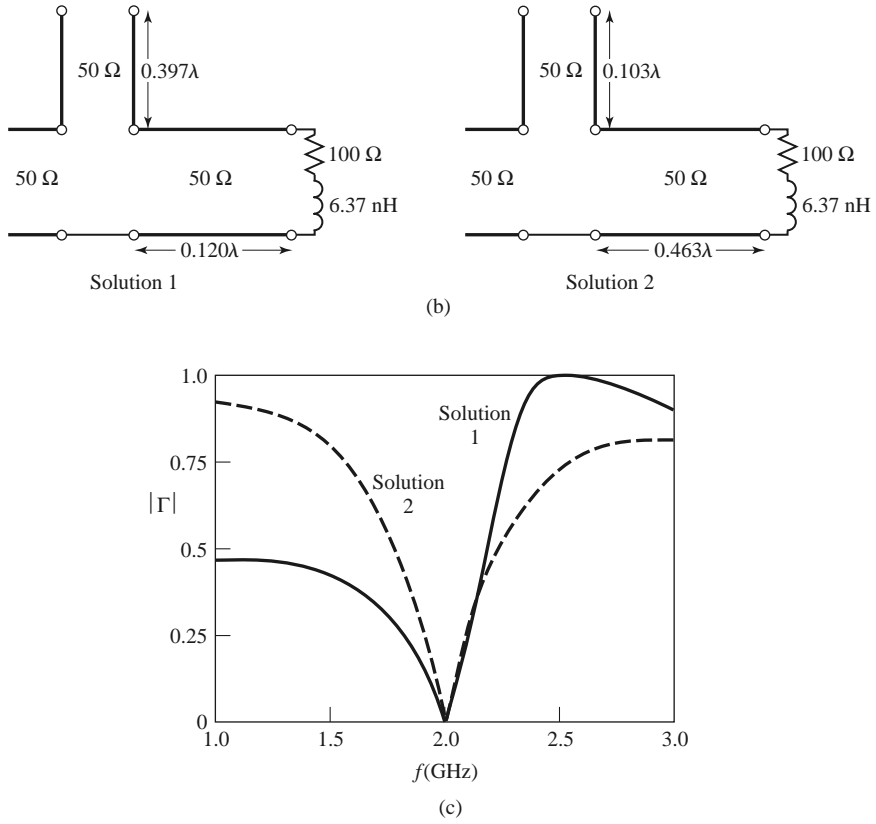 50 Ω 0.397λ
50 Ω 0.103λ
50 Ω 50 Ω 100 Ω
6.37 nH
0.120λ
Solution 1
50 Ω 50 Ω 100 Ω
6.37 nH
0.463λ
Solution 2
(b)
1.0
0.75
|Γ|
0.5
0.25
0
Solution
1
Solution
2
1.0 1.5 2.0 2.5 3.0
f(GHz)
(c)